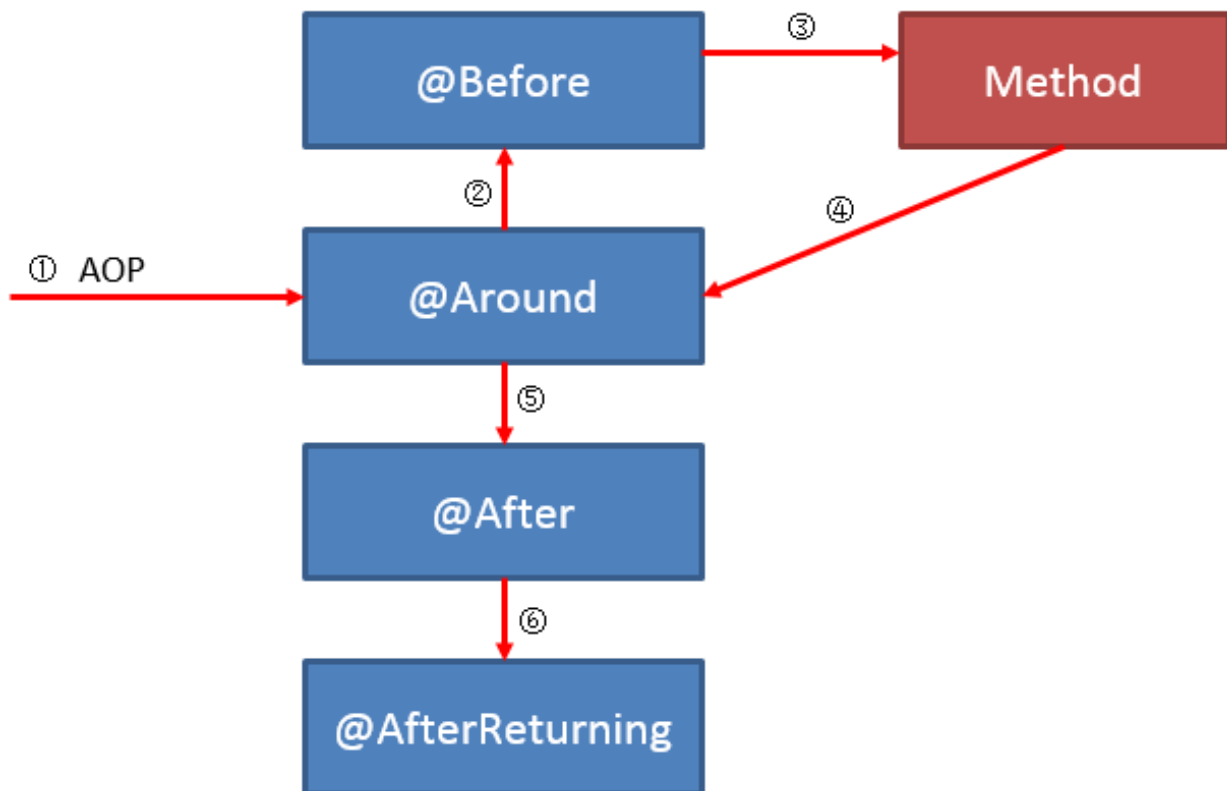 ③
@Before
Method
②
④
① AOP
@Around
⑤
@After
⑥
@AfterReturning